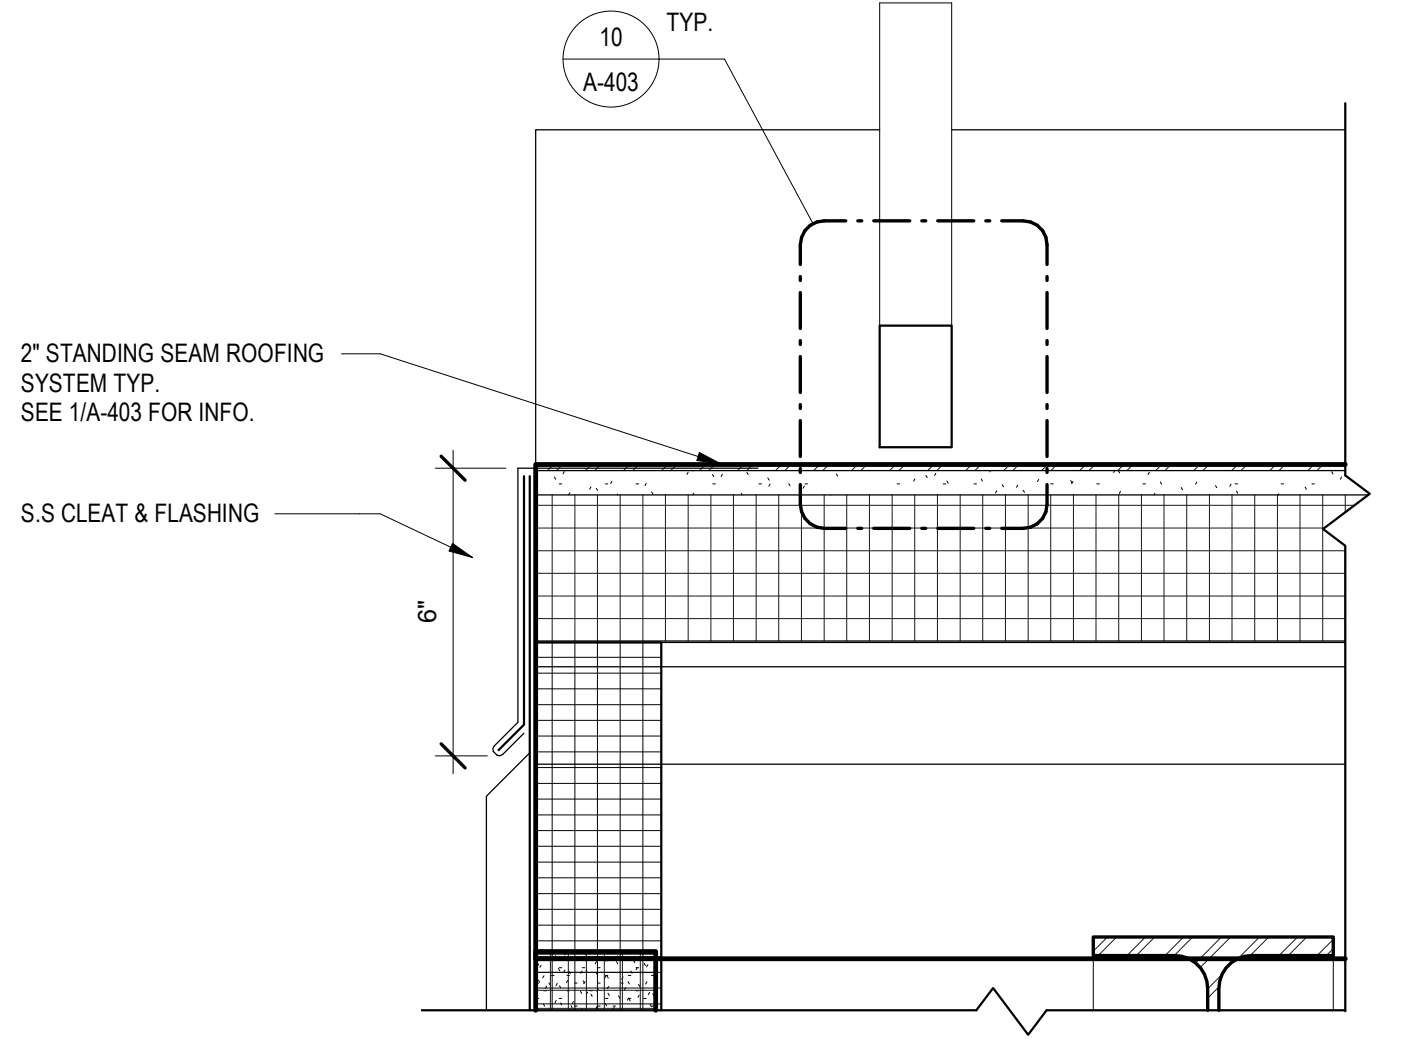 10
A-403
TYP.
2" STANDING SEAM ROOFING
SYSTEM TYP.
SEE 1/A-403 FOR INFO.
S.S CLEAT & FLASHING
6"